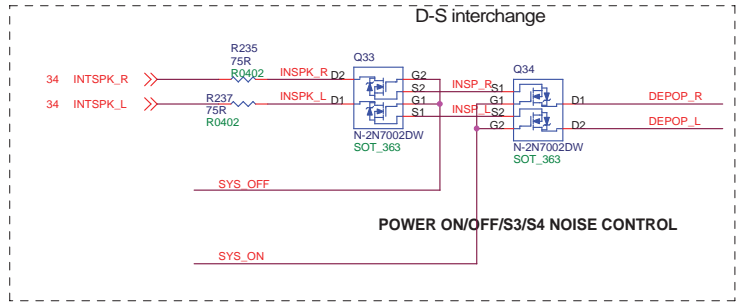 D-S interchange
34 INTSPK_R
R235
75R
R0402
INSPK_R
D2
Q33
G2
S2
INSP_R
S1
Q34
34 INTSPK_L
R237
75R
R0402
INSPK_L
D1
G1
S1
INSP_L
G1
S2
G2
D1
DEPOP_R
D2
DEPOP_L
N-2N7002DW
SOT_363
N-2N7002DW
SOT_363
SYS_OFF
POWER ON/OFF/S3/S4 NOISE CONTROL
SYS_ON